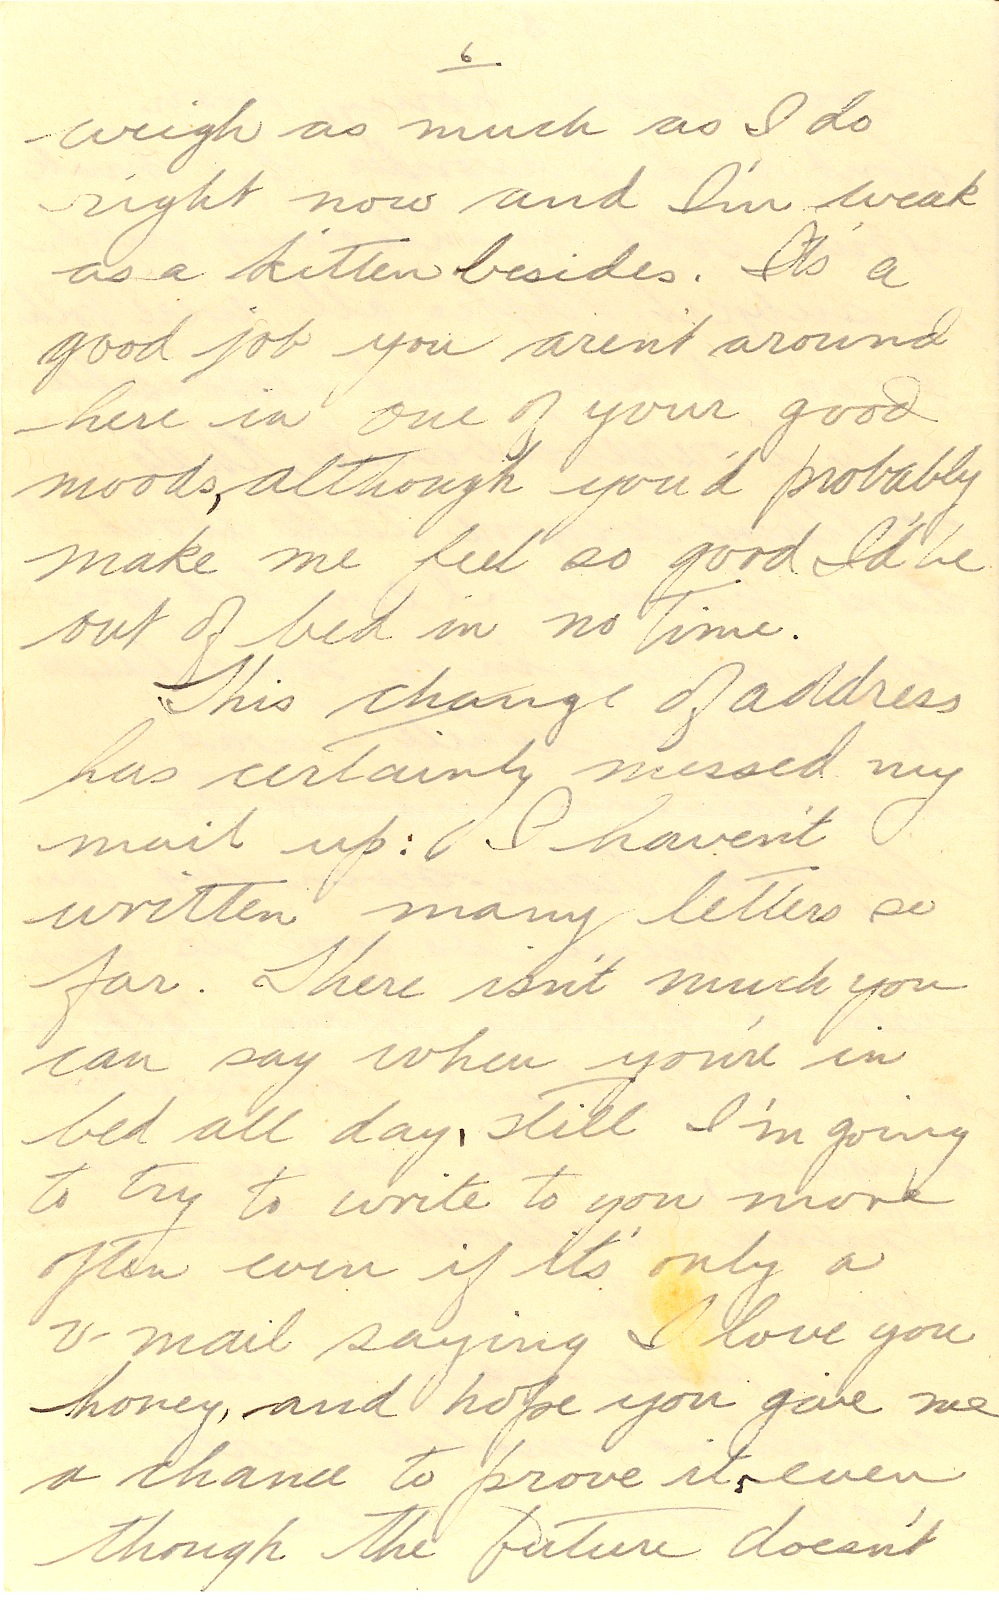 6.
weigh as much as I do
right now and I'm weak
as a kitten besides. It's a
good job you aren't around
here in one of your good
moods, although you'd probably
make me feel so good I'd be
out of bed in no time.
This change of address
has certainly messed my
mail up: I haven't
written many letters so
far. There isn't much you
can say when you're in
bed all day, still I'm going
to try to write to you more
often even if it's only a
v-mail saying I love you
honey, and hope you give me
a chance to prove it, even
though the future doesn't